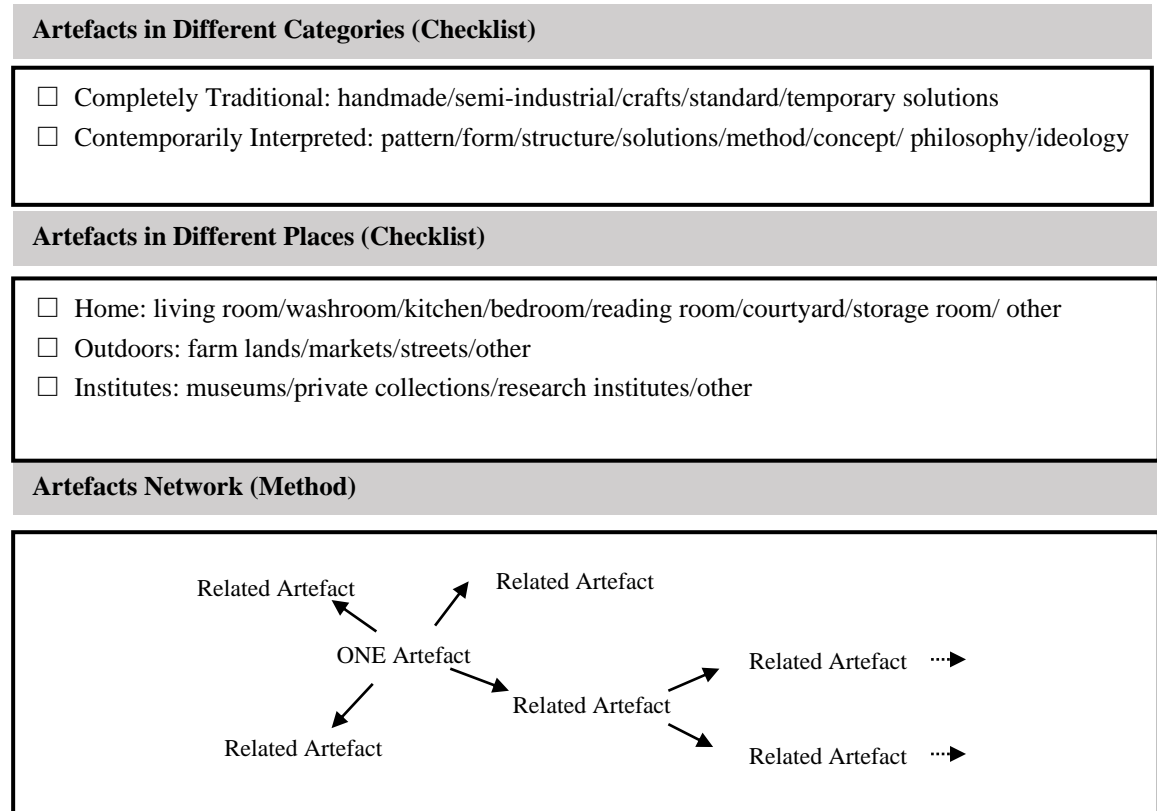 Artefacts in Different Categories (Checklist)
☐ Completely Traditional: handmade/semi-industrial/crafts/standard/temporary solutions
☐ Contemporarily Interpreted: pattern/form/structure/solutions/method/concept/ philosophy/ideology
Artefacts in Different Places (Checklist)
☐ Home: living room/washroom/kitchen/bedroom/reading room/courtyard/storage room/ other
☐ Outdoors: farm lands/markets/streets/other
☐ Institutes: museums/private collections/research institutes/other
Artefacts Network (Method)
Related Artefact
Related Artefact
ONE Artefact
Related Artefact
Related Artefact
Related Artefact
Related Artefact